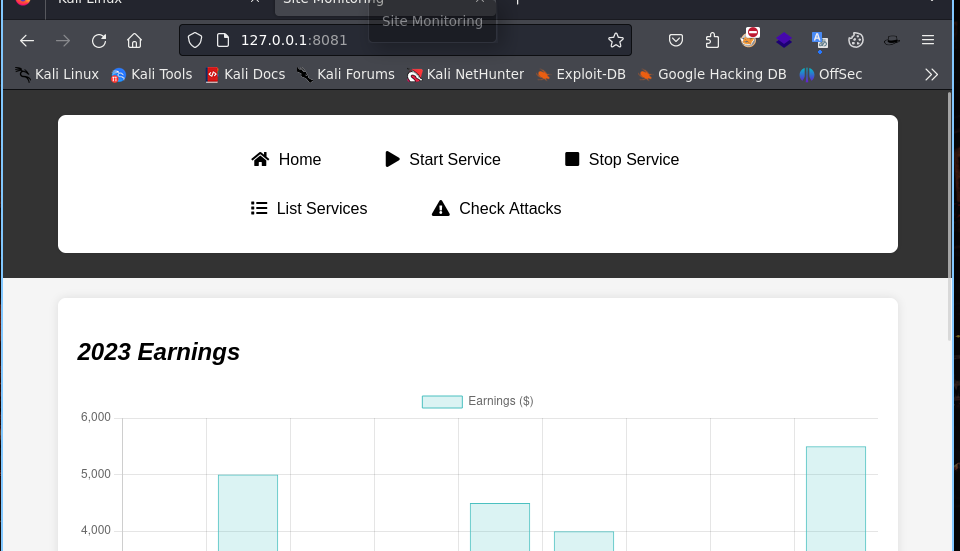 Kali Linux Site Monitoring
Site Monitoring
127.0.0.1:8081
Kali Linux Kali Tools Kali Docs Kali Forums Kali NetHunter Exploit-DB Google Hacking DB OffSec
Home Start Service Stop Service
List Services Check Attacks
2023 Earnings
Earnings ($)
6,000
5,000
4,000